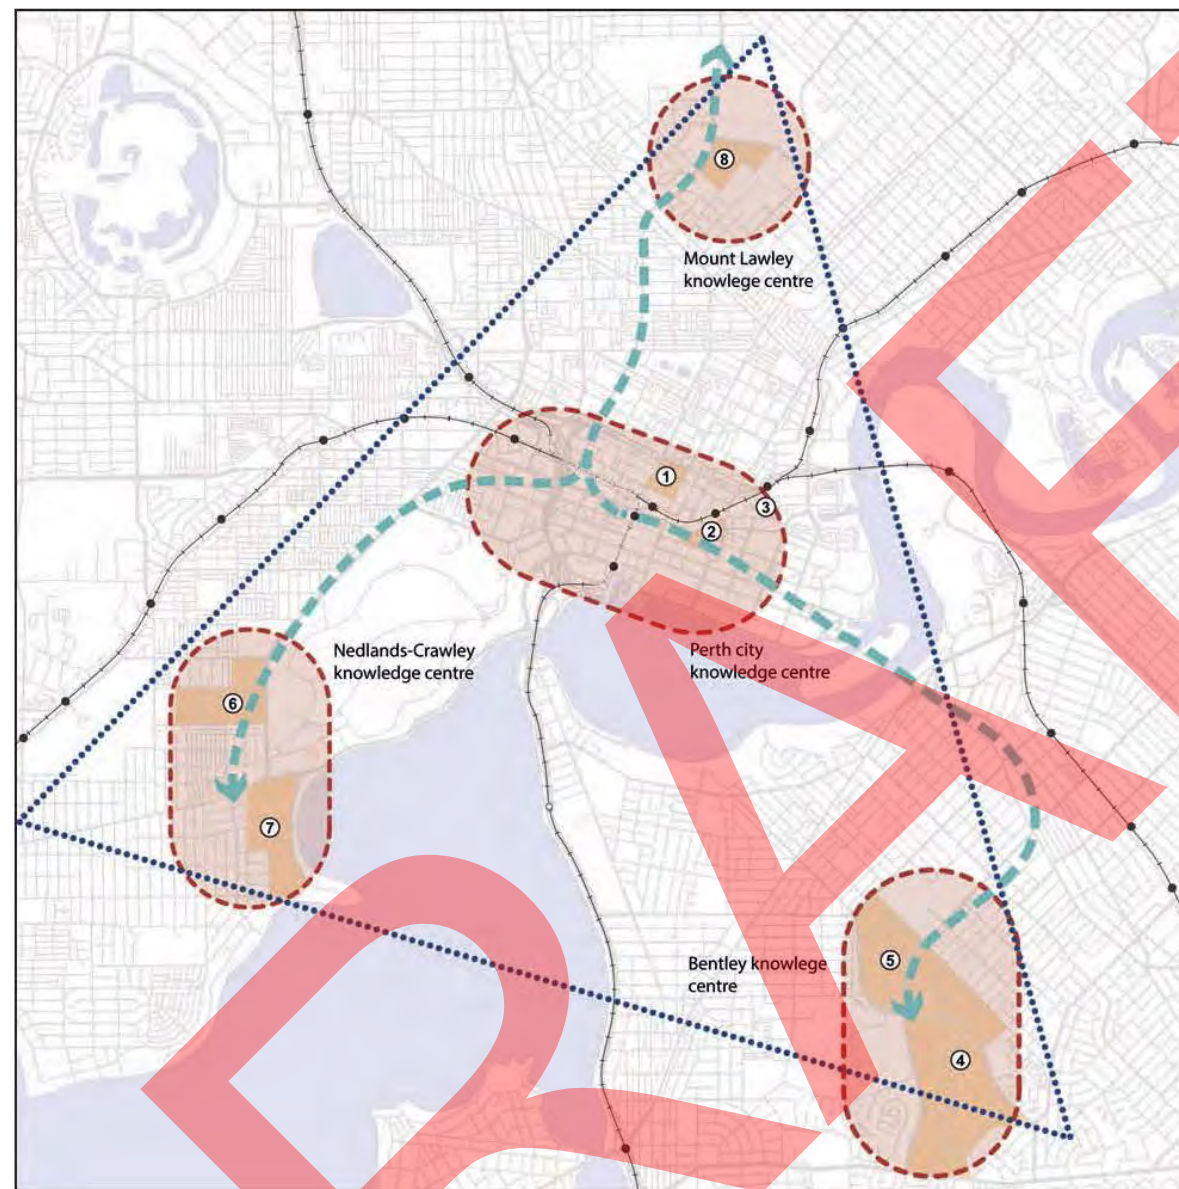 8
Mount Lawley
knowlege centre
1
3
2
Nedlands-Crawley
knowledge centre
Perth city
knowledge centre
6
7
Bentley knowlege
centre
5
4